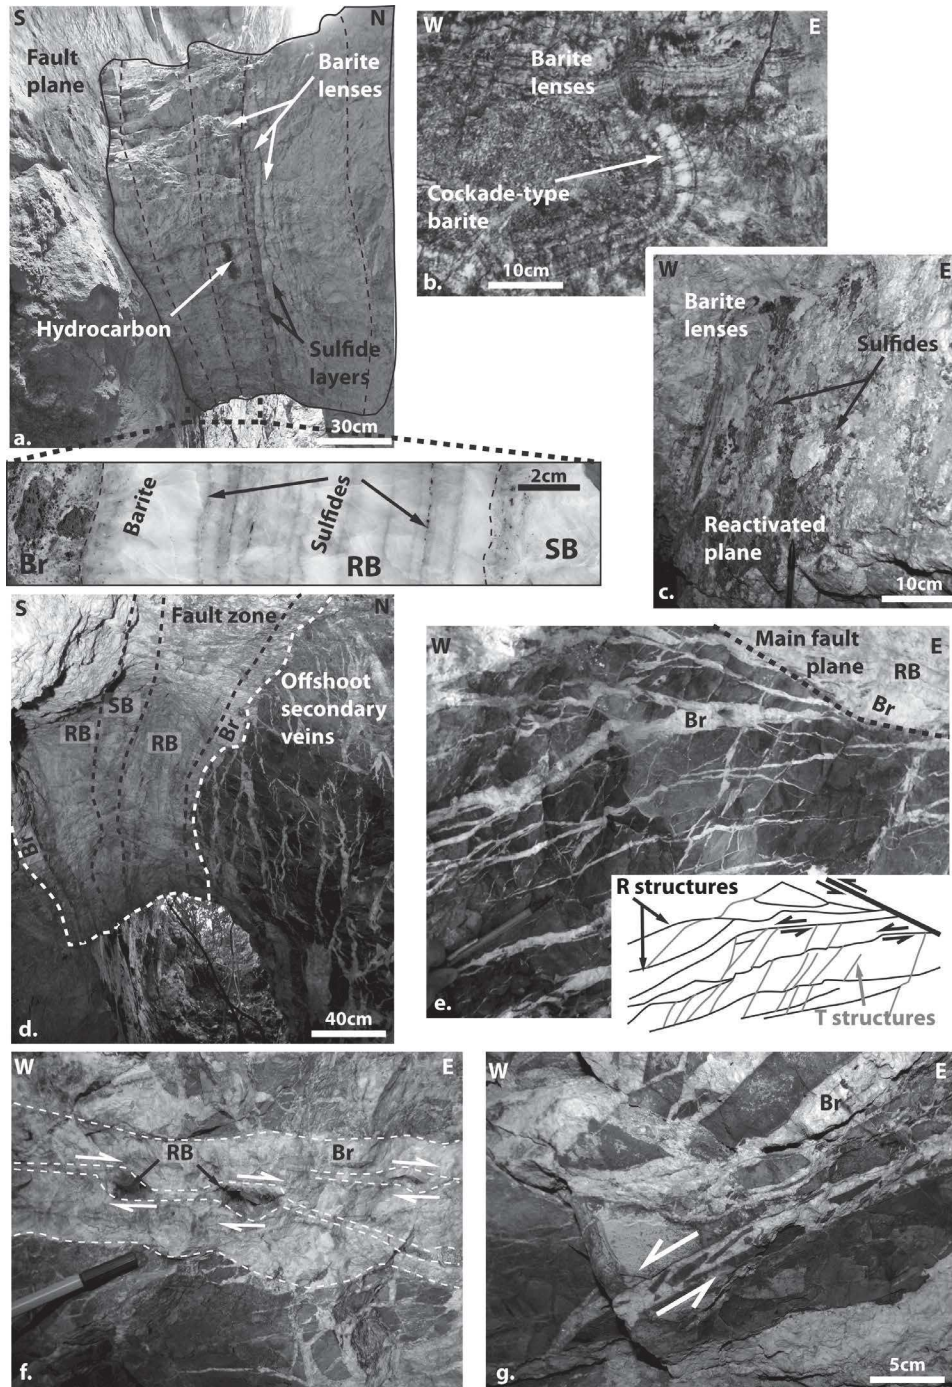 S
N
Fault
plane
Barite
lenses
Hydrocarbon
Sulfide
layers
30cm
a.
W
E
Barite
lenses
Cockade-type
barite
10cm
b.
W
E
Barite
lenses
Sulfides
Reactivated
plane
10cm
c.
2cm
Barite
Sulfides
Br
RB
SB
S
N
Fault zone
Offshoot
secondary
veins
SB
RB
RB
Br
Br
40cm
d.
W
E
Main fault
plane
RB
Br
Br
R structures
T structures
e.
W
E
RB
Br
f.
W
E
Br
5cm
g.